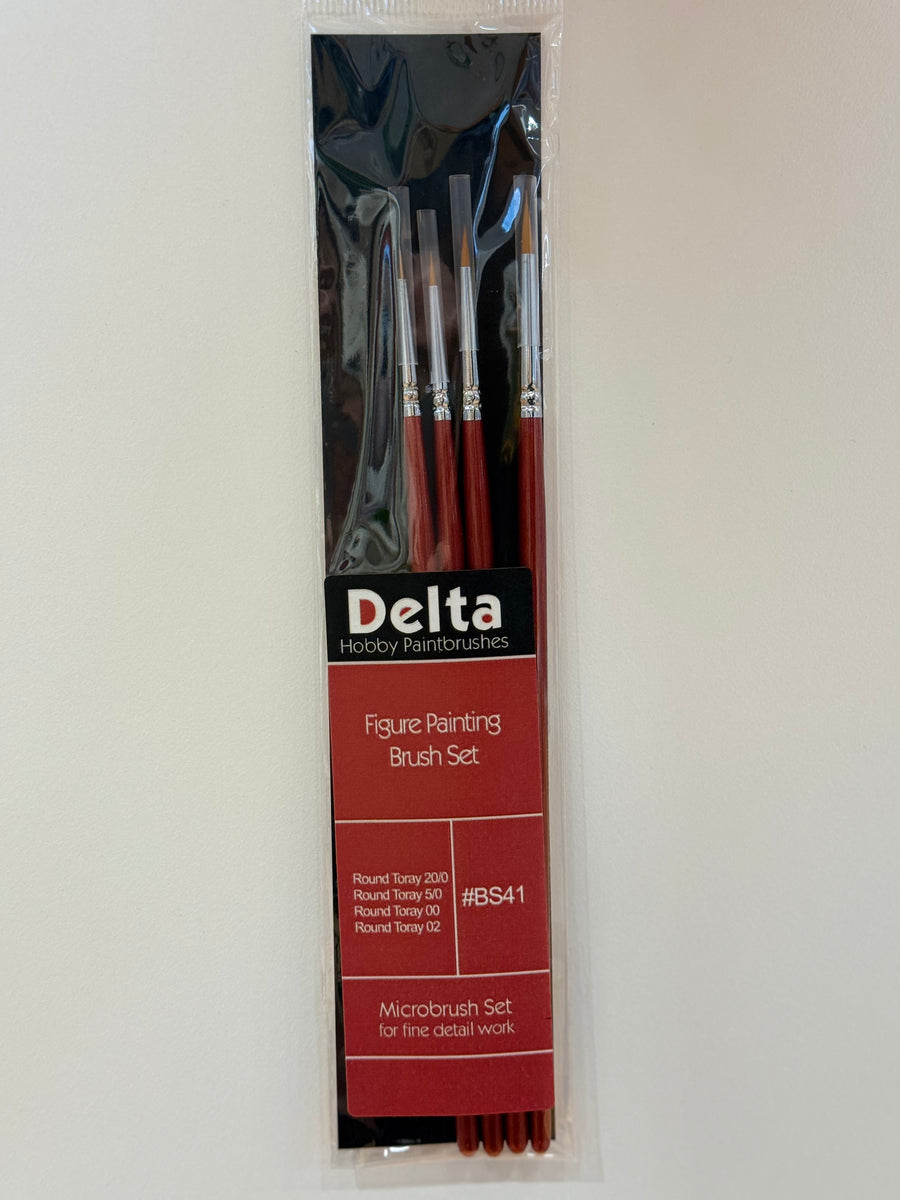 Delta
Hobby Paintbrushes
Figure Painting
Brush Set
Round Toray 20/0
Round Toray 5/0
Round Toray 00
Round Toray 02
#BS41
Microbrush Set
for fine detail work